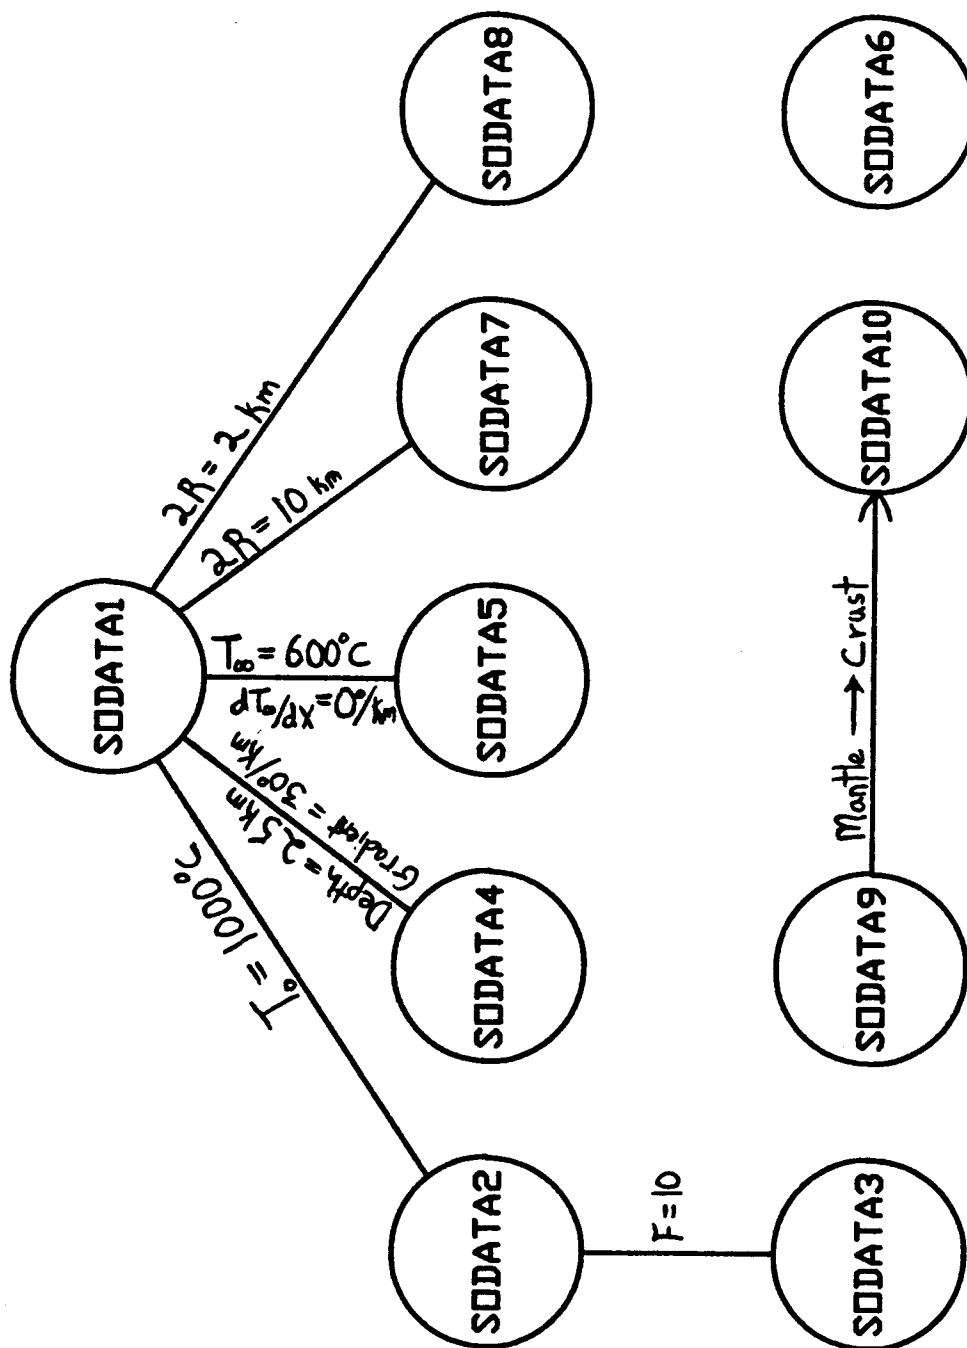 SODATA1
T₀ = 1000°C
Depth = 2.5 km
Gradient = 30°/km
T∞ = 600°C
dT∞/dX = 0°/km
2R = 10 km
2R = 2 km
SODATA2
SODATA4
SODATA5
SODATA7
SODATA8
F = 10
Mantle → Crust
SODATA3
SODATA9
SODATA10
SODATA6